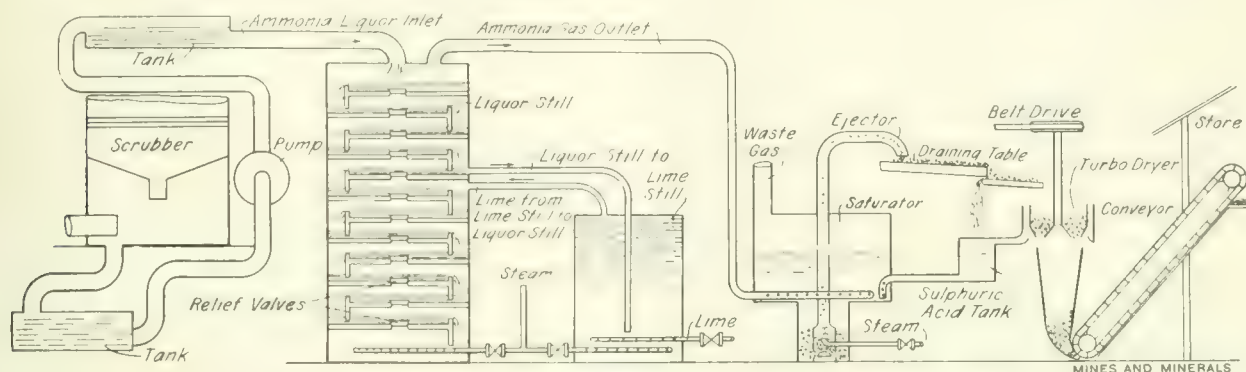 Ammonia Liquor Inlet
Tank
Scrubber
Pump
Tank
Ammonia Gas Outlet
Liquor Still
Liquor Still to
Lime
Still
Lime from
Lime Still to
Liquor Still
Steam
Relief Valves
Lime
Waste
Gas
Ejector
Draining Table
Saturator
Sulphuric
Acid Tank
Steam
Belt Drive
Turbo Dryer
Conveyor
Store
MINES AND MINERALS